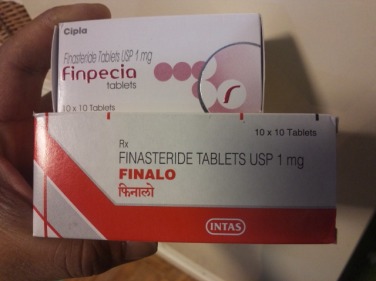 Cipla
Finasteride Tablets USP 1 mg
Finpecia
tablets
10 x 10 Tablets
10 x 10 Tablets
Rx
FINASTERIDE TABLETS USP 1 mg
FINALO
फिनालो
INTAS